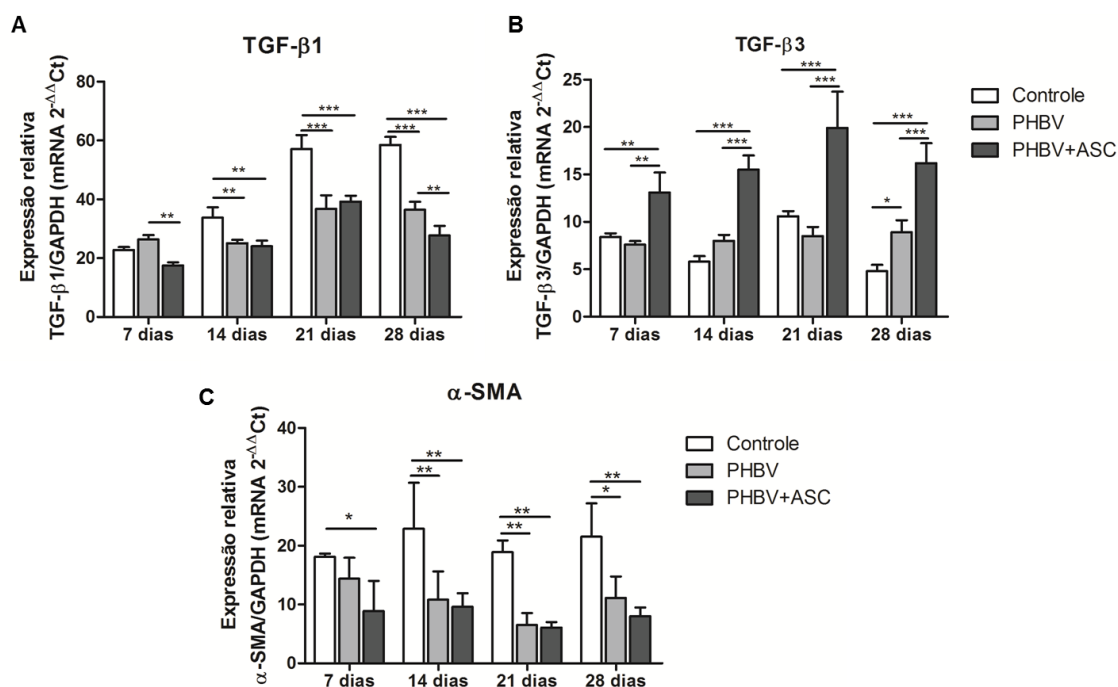 A
TGF-β1
Expressão relativa
TGF-β1/GAPDH (mRNA 2-ΔΔCt)
80
60
40
20
0
**
**
**
***
***
***
***
**
7 dias
14 dias
21 dias
28 dias
B
TGF-β3
Expressão relativa
TGF-β3/GAPDH (mRNA 2-ΔΔCt)
25
20
15
10
5
0
**
**
***
***
***
***
***
***
*
7 dias
14 dias
21 dias
28 dias
Controle
PHBV
PHBV+ASC
C
α-SMA
Expressão relativa
α-SMA/GAPDH (mRNA 2-ΔΔCt)
40
30
20
10
0
*
**
**
**
**
**
*
7 dias
14 dias
21 dias
28 dias
Controle
PHBV
PHBV+ASC